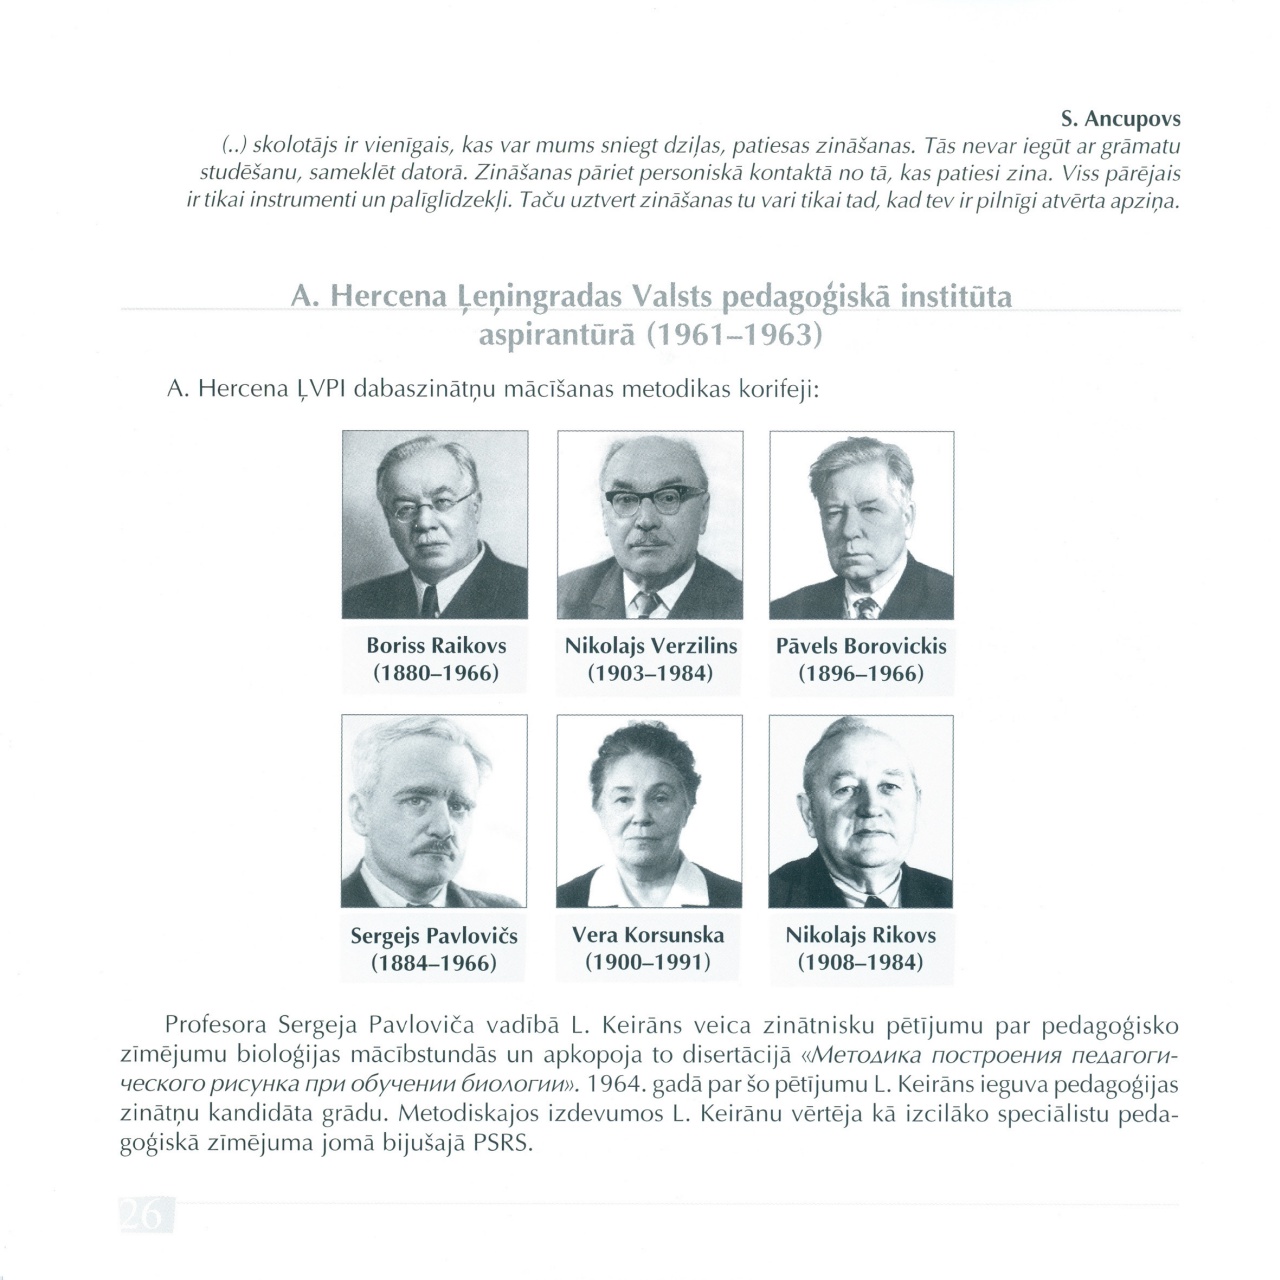 S. Ancupovs
(..) skolotājs ir vienīgais, kas var mums sniegt dziļas, patiesas zināšanas. Tās nevar iegūt ar grāmatu
studēšanu, sameklēt datorā. Zināšanas pāriet personiskā kontaktā no tā, kas patiesi zina. Viss pārējais
ir tikai instrumenti un palīglīdzekļi. Taču uztvert zināšanas tu vari tikai tad, kad tev ir pilnīgi atvērta apziņa.
A. Hercena Ļeņingradas Valsts pedagoģiskā institūta
aspirantūrā (1961–1963)
A. Hercena ĻVPI dabaszinātņu mācīšanas metodikas korifeji:
Boriss Raikovs
(1880–1966)
Nikolajs Verzilins
(1903–1984)
Pāvels Borovickis
(1896–1966)
Sergejs Pavlovičs
(1884–1966)
Vera Korsunska
(1900–1991)
Nikolajs Rikovs
(1908–1984)
Profesora Sergeja Pavloviča vadībā L. Keirāns veica zinātnisku pētījumu par pedagoģisko
zīmējumu bioloģijas mācībstundās un apkopoja to disertācijā «Методика построения педагоги-
ческого рисунка при обучении биологии». 1964. gadā par šo pētījumu L. Keirāns ieguva pedagoģijas
zinātņu kandidāta grādu. Metodiskajos izdevumos L. Keirānu vērtēja kā izcilāko speciālistu peda-
goģiskā zīmējuma jomā bijušajā PSRS.
26